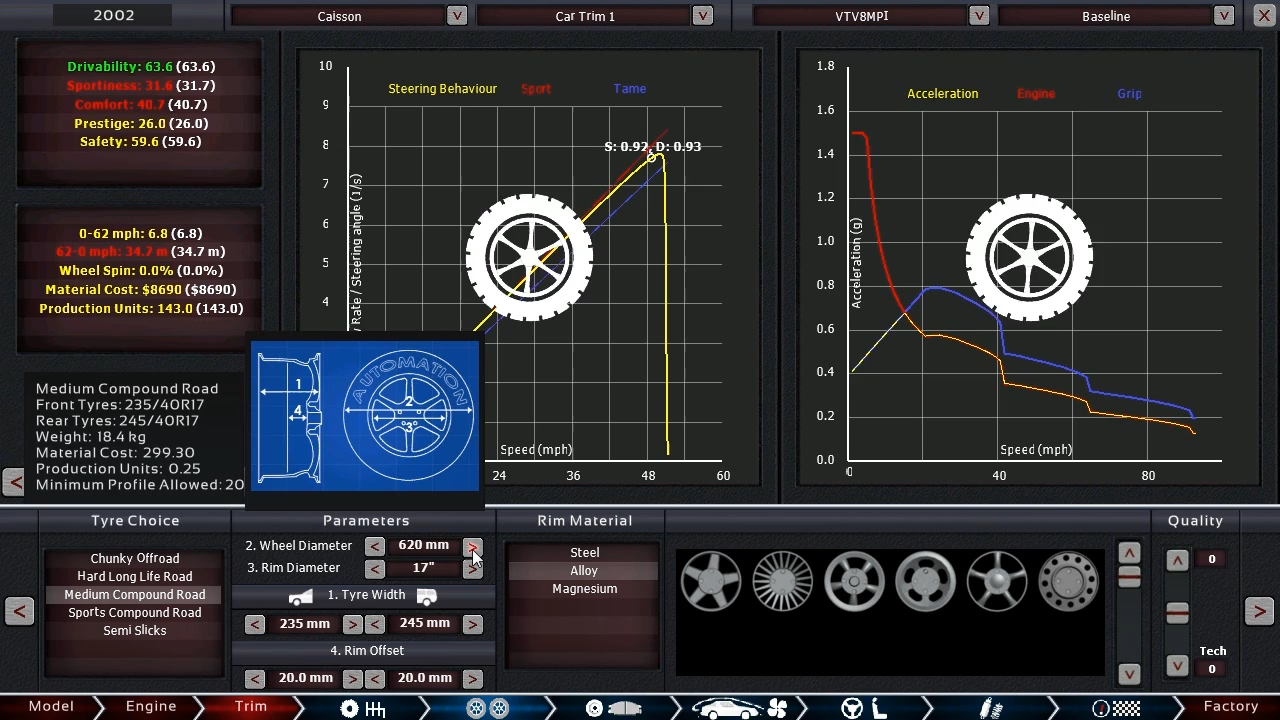 2002
Caisson
V
Car Trim 1
V
VTV8MPI
V
Baseline
V
X
Drivability: 63.6 (63.6)
Sportiness: 31.6 (31.7)
Comfort: 40.7 (40.7)
Prestige: 26.0 (26.0)
Safety: 59.6 (59.6)
0-62 mph: 6.8 (6.8)
62-0 mph: 34.7 m (34.7 m)
Wheel Spin: 0.0% (0.0%)
Material Cost: $8690 ($8690)
Production Units: 143.0 (143.0)
Medium Compound Road
Front Tyres: 235/40R17
Rear Tyres: 245/40R17
Weight: 18.4 kg
Material Cost: 299.30
Production Units: 0.25
Minimum Profile Allowed: 20
Steering Behaviour Sport Tame
10
9
8
7
6
5
4
S: 0.92, D: 0.93
Rate / Steering angle (1/s)
Speed (mph)
24 36 48 60
AUTOMATION
1
2
3
4
Acceleration Engine Grip
1.8
1.6
1.4
1.2
1.0
0.8
0.6
0.4
0.2
0.0
Acceleration (g)
Speed (mph)
0 40 80
Tyre Choice
Chunky Offroad
Hard Long Life Road
Medium Compound Road
Sports Compound Road
Semi Slicks
Parameters
2. Wheel Diameter < 620 mm >
3. Rim Diameter < 17" >
1. Tyre Width
< 235 mm > < 245 mm >
4. Rim Offset
< 20.0 mm > < 20.0 mm >
Rim Material
Steel
Alloy
Magnesium
Quality
0
Tech
0
Model
Engine
Trim
Factory